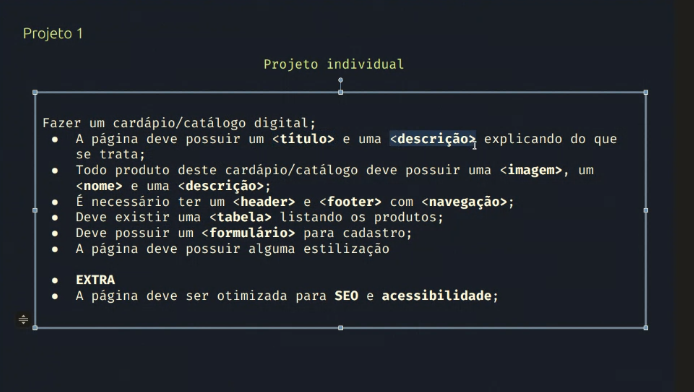 Projeto 1
Projeto individual
Fazer um cardápio/catálogo digital;
● A página deve possuir um <título> e uma <descrição> explicando do que
se trata;
● Todo produto deste cardápio/catálogo deve possuir uma <imagem>, um
<nome> e uma <descrição>;
● É necessário ter um <header> e <footer> com <navegação>;
● Deve existir uma <tabela> listando os produtos;
● Deve possuir um <formulário> para cadastro;
● A página deve possuir alguma estilização
● EXTRA
● A página deve ser otimizada para SEO e acessibilidade;